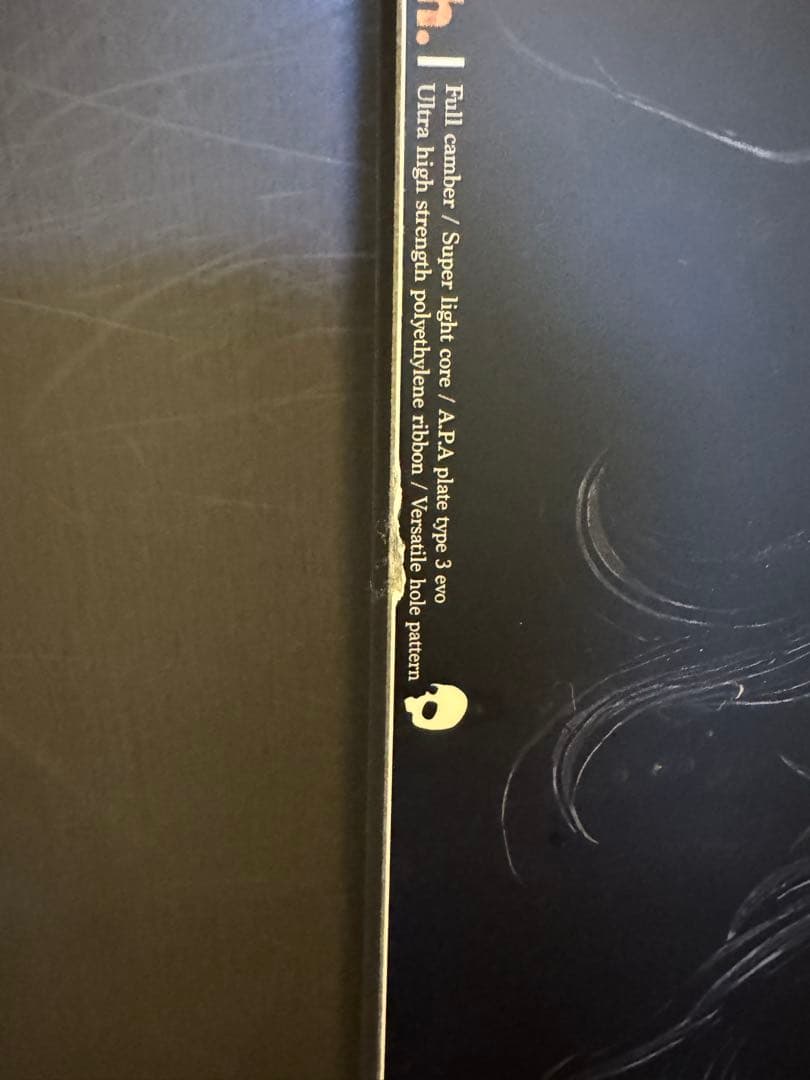 h.
Full camber / Super light core / A.P.A plate type 3 evo
Ultra high strength polyethylene ribbon / Versatile hole pattern